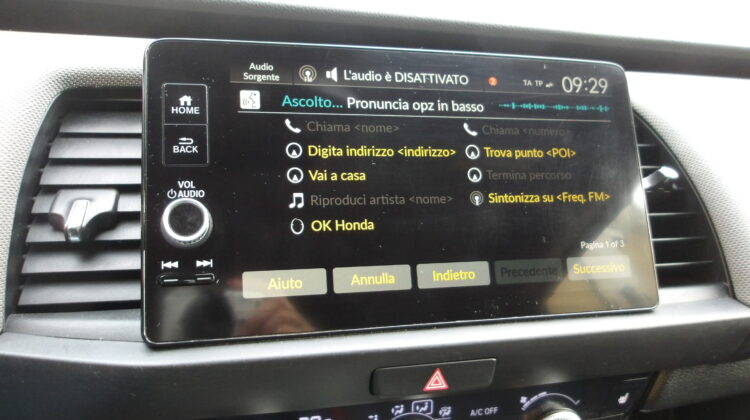 Audio
Sorgente
FM
L'audio è DISATTIVATO
2
TA TP
09:29
HOME
BACK
VOL
AUDIO
Ascolto... Pronuncia opz in basso
Chiama <nome>
Chiama <numero>
Digita indirizzo <indirizzo>
Trova punto <POI>
Vai a casa
Termina percorso
Riproduci artista <nome>
Sintonizza su <Freq. FM>
OK Honda
Pagina 1 of 3
Aiuto
Annulla
Indietro
Precedente
Successivo
A/C OFF